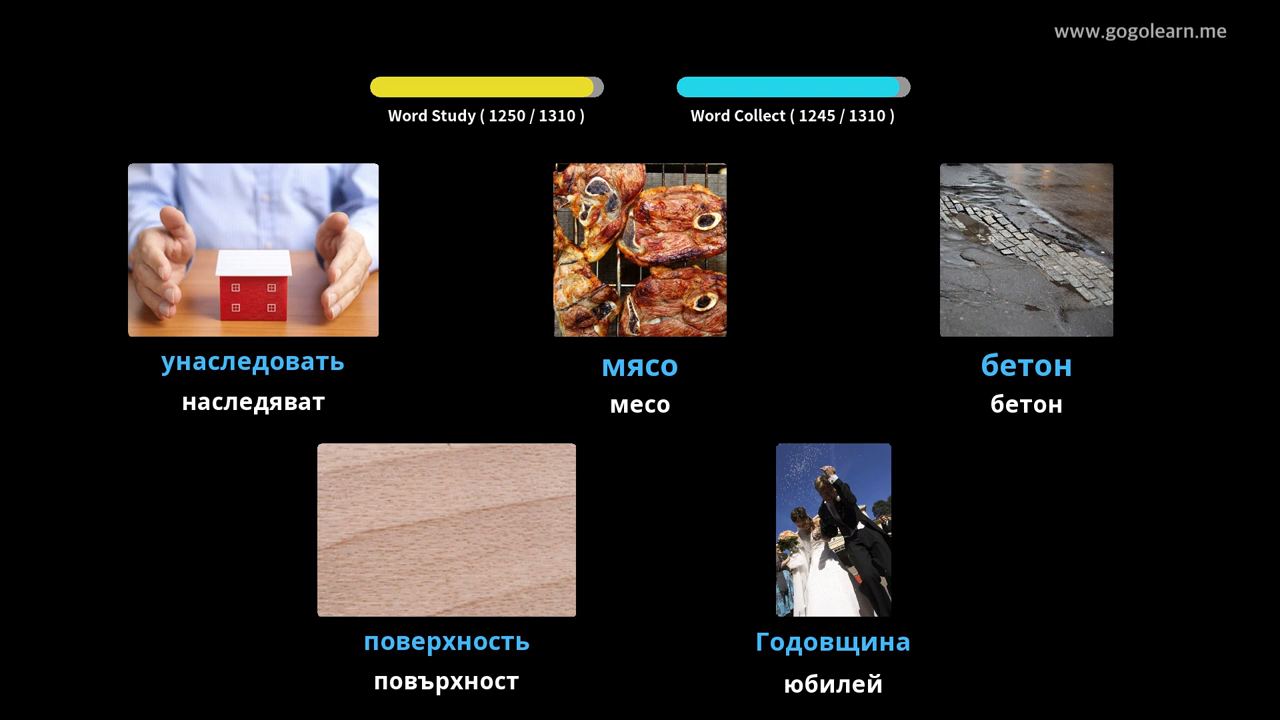 www.gogolearn.me
Word Study ( 1250 / 1310 )
Word Collect ( 1245 / 1310 )
унаследовать
мясо
бетон
наследяват
месо
бетон
поверхность
Годовщина
повърхност
юбилей